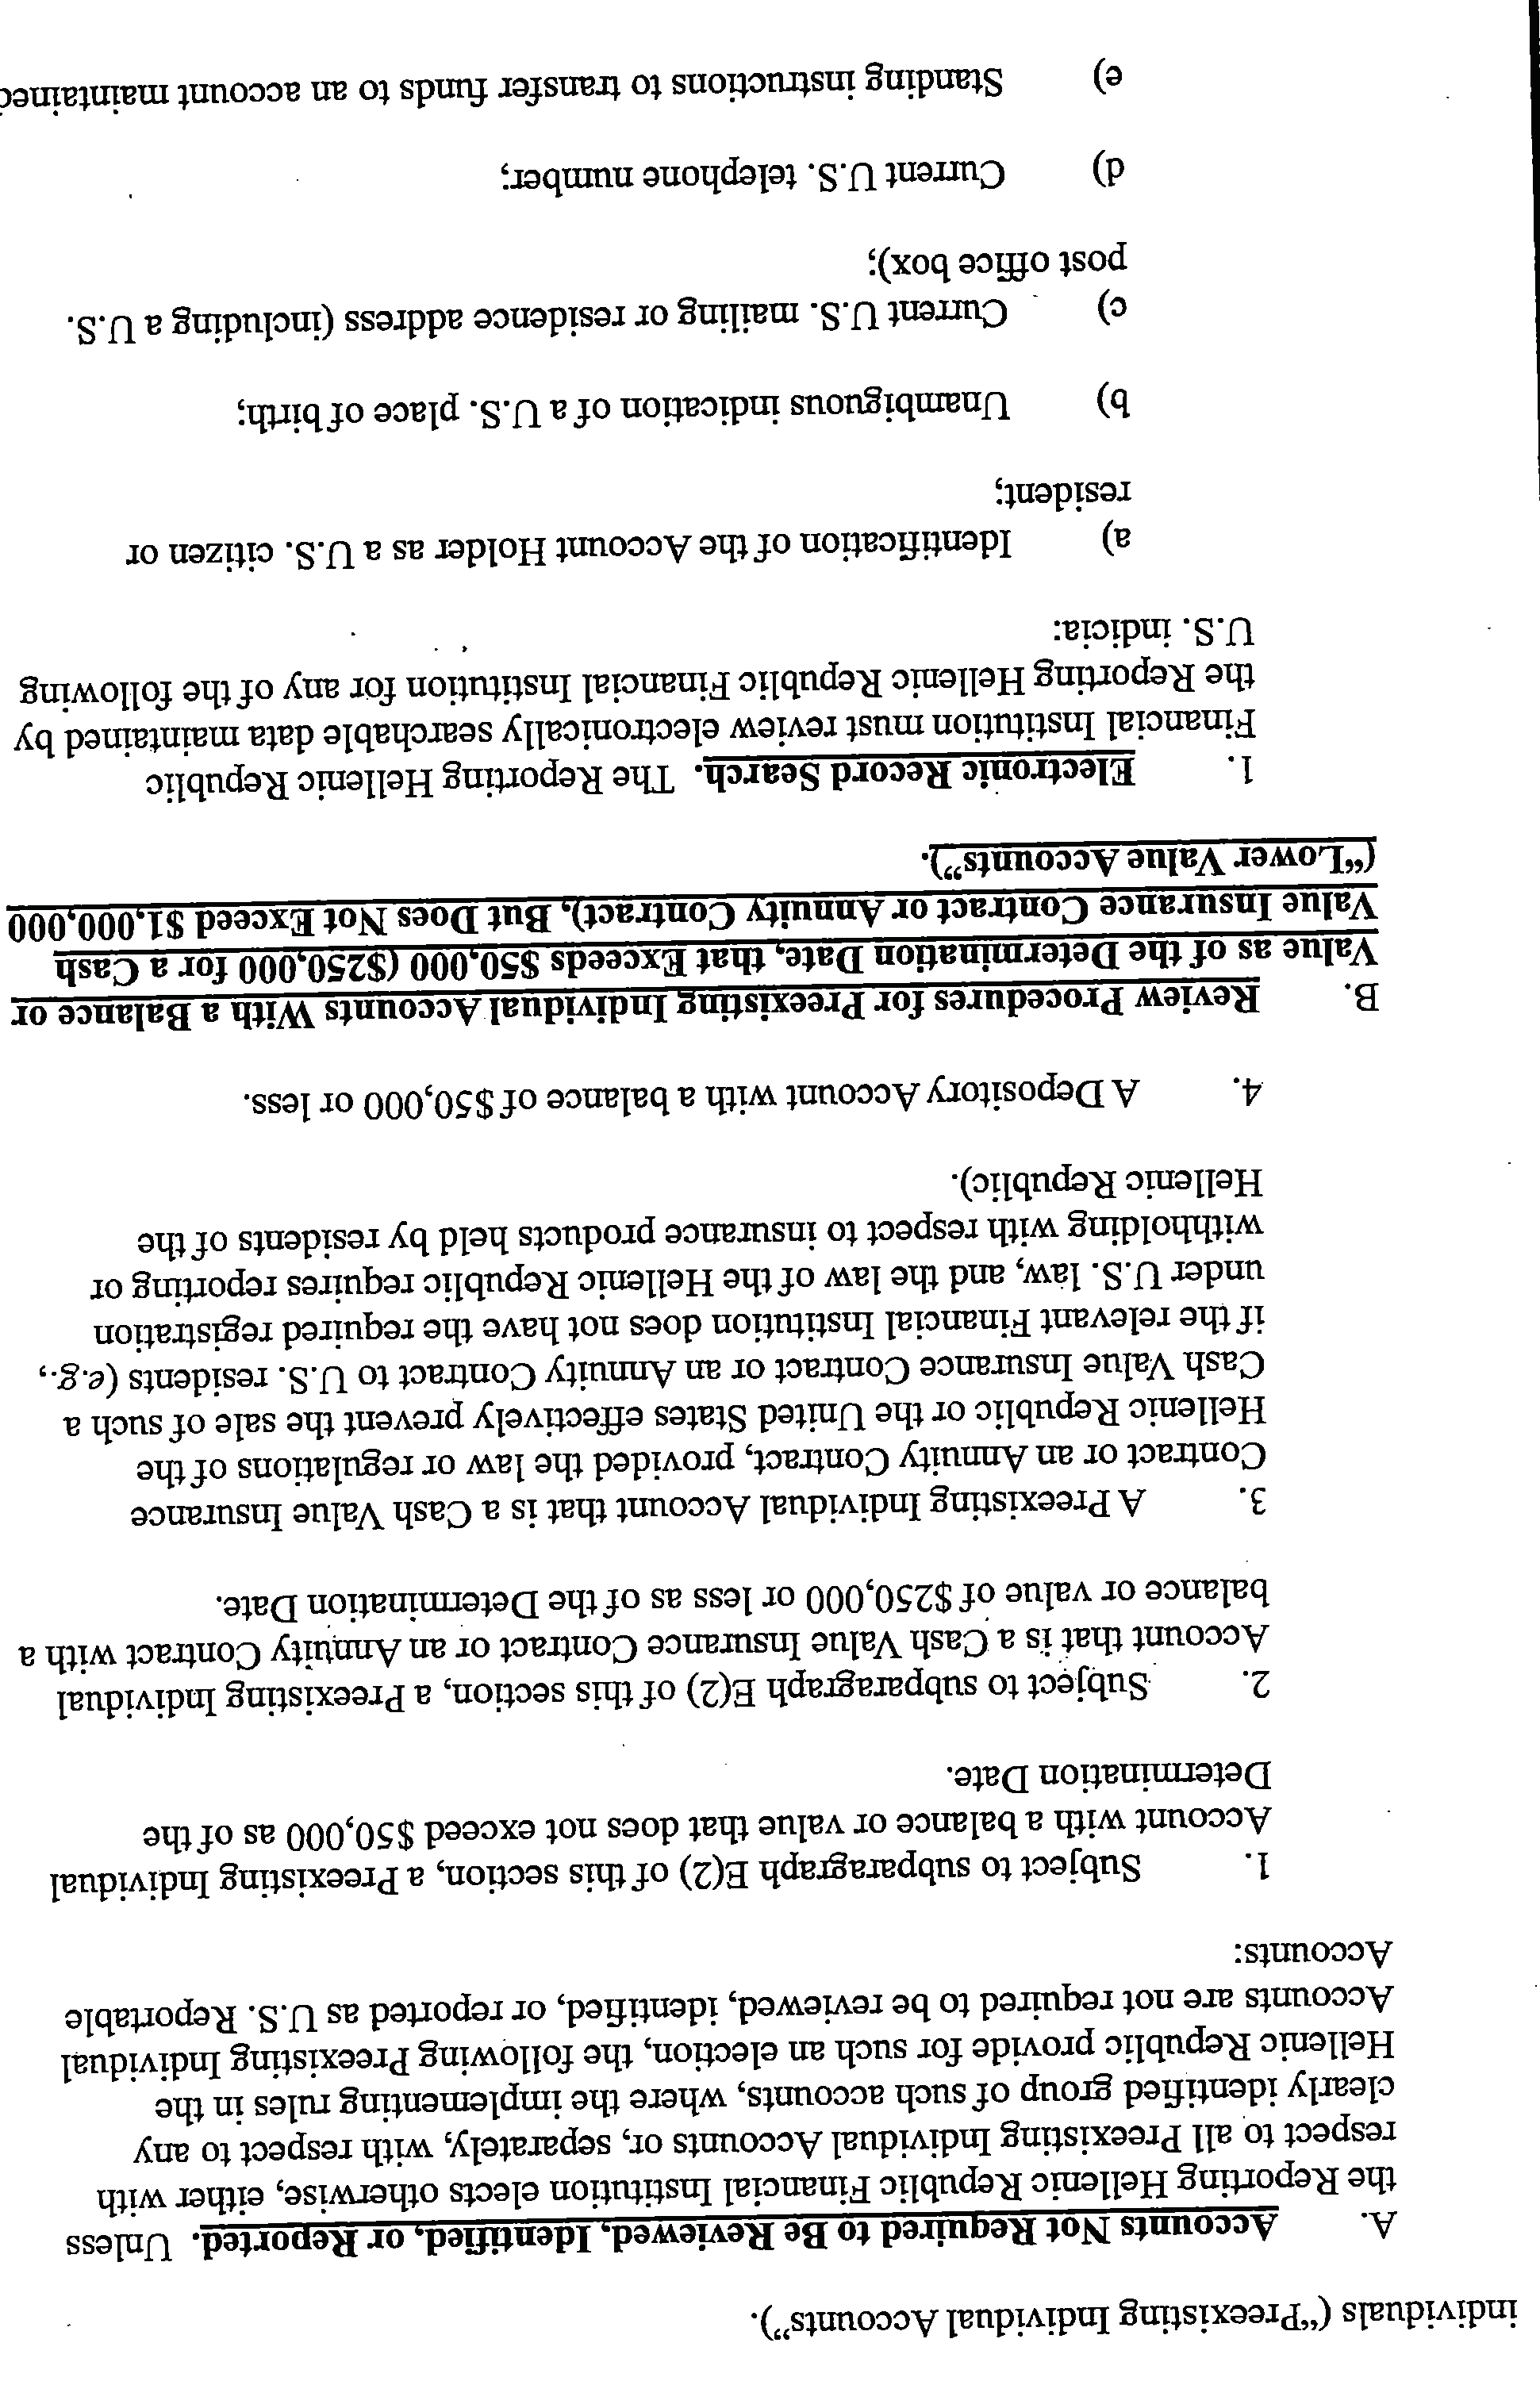 individuals (“Preexisting Individual Accounts”).
A. Accounts Not Required to Be Reviewed, Identified, or Reported. Unless
the Reporting Hellenic Republic Financial Institution elects otherwise, either with
respect to all Preexisting Individual Accounts or, separately, with respect to any
clearly identified group of such accounts, where the implementing rules in the
Hellenic Republic provide for such an election, the following Preexisting Individual
Accounts are not required to be reviewed, identified, or reported as U.S. Reportable
Accounts:
1. Subject to subparagraph E(2) of this section, a Preexisting Individual
Account with a balance or value that does not exceed $50,000 as of the
Determination Date.
2. Subject to subparagraph E(2) of this section, a Preexisting Individual
Account that is a Cash Value Insurance Contract or an Annuity Contract with a
balance or value of $250,000 or less as of the Determination Date.
3. A Preexisting Individual Account that is a Cash Value Insurance
Contract or an Annuity Contract, provided the law or regulations of the
Hellenic Republic or the United States effectively prevent the sale of such a
Cash Value Insurance Contract or an Annuity Contract to U.S. residents (e.g.,
if the relevant Financial Institution does not have the required registration
under U.S. law, and the law of the Hellenic Republic requires reporting or
withholding with respect to insurance products held by residents of the
Hellenic Republic).
4. A Depository Account with a balance of $50,000 or less.
B. Review Procedures for Preexisting Individual Accounts With a Balance or
Value as of the Determination Date, that Exceeds $50,000 ($250,000 for a Cash
Value Insurance Contract or Annuity Contract), But Does Not Exceed $1,000,000
(“Lower Value Accounts”).
1. Electronic Record Search. The Reporting Hellenic Republic
Financial Institution must review electronically searchable data maintained by
the Reporting Hellenic Republic Financial Institution for any of the following
U.S. indicia:
a) Identification of the Account Holder as a U.S. citizen or
resident;
b) Unambiguous indication of a U.S. place of birth;
c) Current U.S. mailing or residence address (including a U.S.
post office box);
d) Current U.S. telephone number;
e) Standing instructions to transfer funds to an account maintained